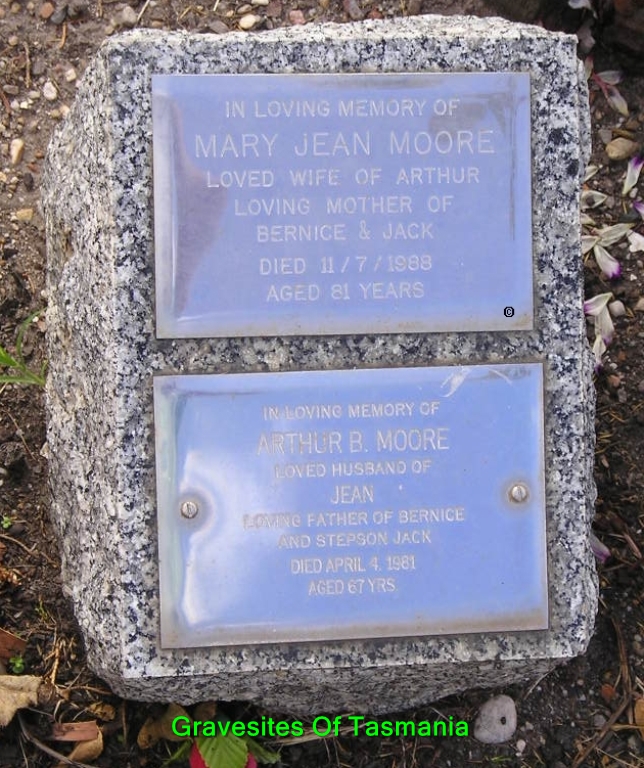 IN LOVING MEMORY OF
MARY JEAN MOORE
LOVED WIFE OF ARTHUR
LOVING MOTHER OF
BERNICE & JACK
DIED 11/7/1988
AGED 81 YEARS
©
IN LOVING MEMORY OF
ARTHUR B. MOORE
LOVED HUSBAND OF
JEAN
LOVING FATHER OF BERNICE
AND STEPSON JACK
DIED APRIL 4, 1981
AGED 67 YRS
Gravesites Of Tasmania